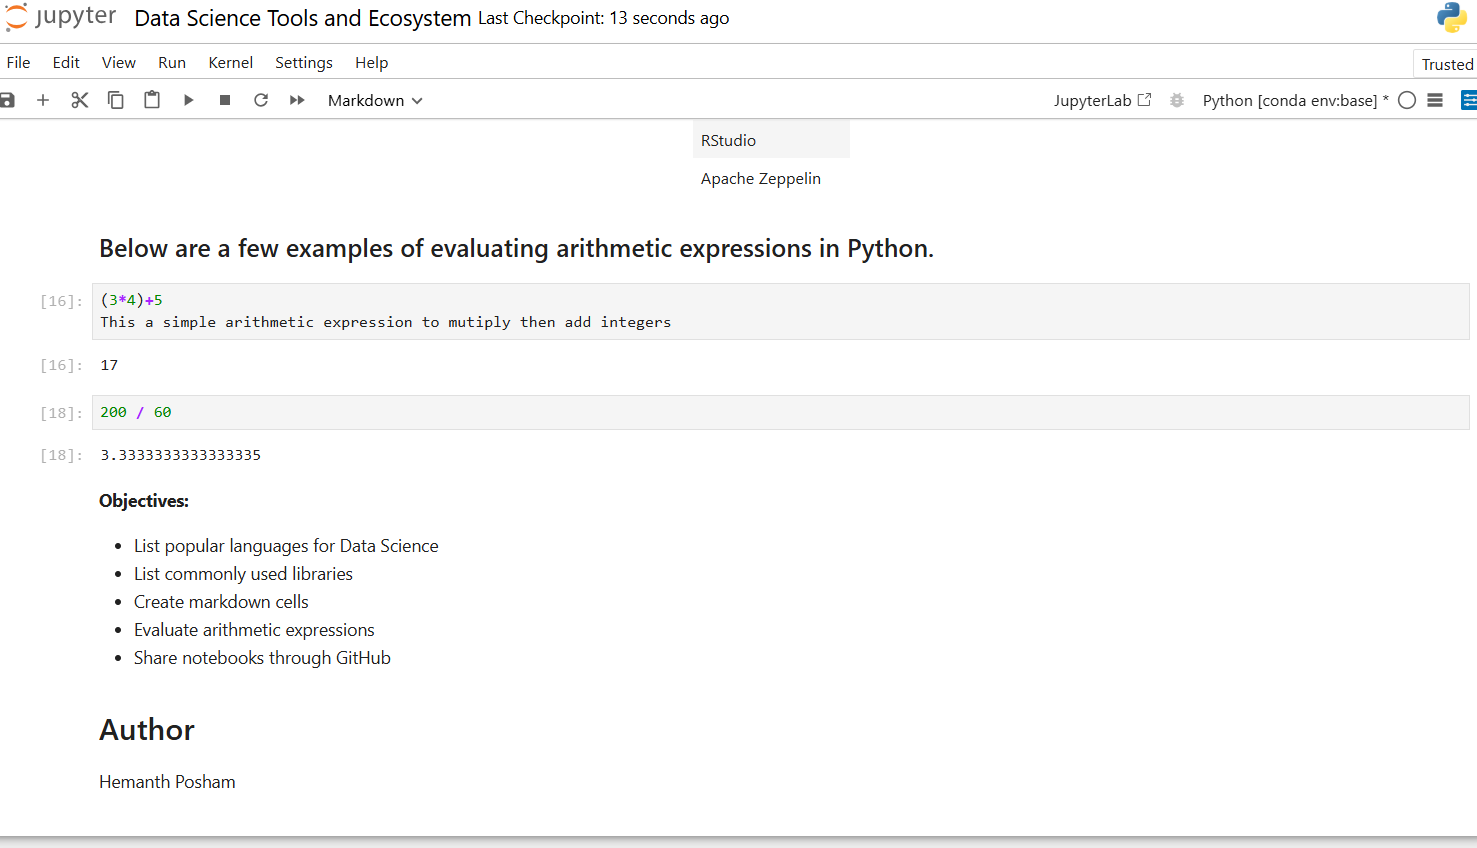 jupyter Data Science Tools and Ecosystem Last Checkpoint: 13 seconds ago
File Edit View Run Kernel Settings Help
Trusted
Markdown JupyterLab Python [conda env:base] *
RStudio
Apache Zeppelin
Below are a few examples of evaluating arithmetic expressions in Python.
[16]: (3*4)+5
This a simple arithmetic expression to mutiply then add integers
[16]: 17
[18]: 200 / 60
[18]: 3.3333333333333335
Objectives:
• List popular languages for Data Science
• List commonly used libraries
• Create markdown cells
• Evaluate arithmetic expressions
• Share notebooks through GitHub
Author
Hemanth Posham